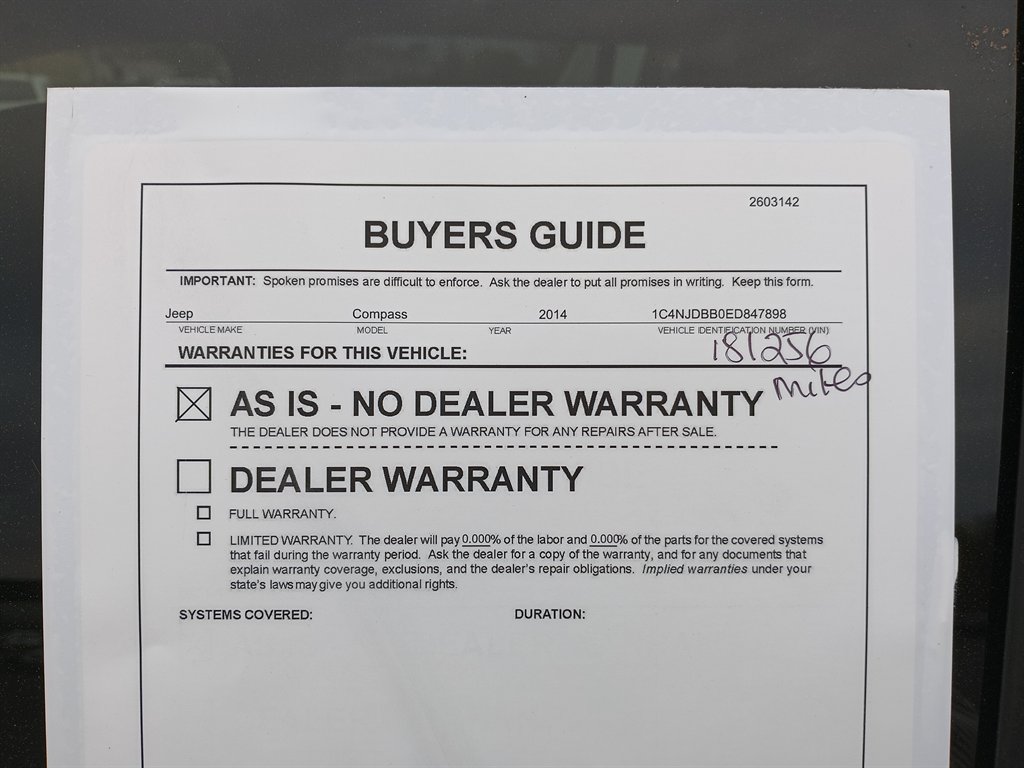 2603142
BUYERS GUIDE
IMPORTANT: Spoken promises are difficult to enforce. Ask the dealer to put all promises in writing. Keep this form.
Jeep Compass 2014 1C4NJDBB0ED847898
VEHICLE MAKE MODEL YEAR VEHICLE IDENTIFICATION NUMBER (VIN)
181256
WARRANTIES FOR THIS VEHICLE:
Miles
AS IS - NO DEALER WARRANTY
THE DEALER DOES NOT PROVIDE A WARRANTY FOR ANY REPAIRS AFTER SALE.
DEALER WARRANTY
FULL WARRANTY.
LIMITED WARRANTY. The dealer will pay 0.000% of the labor and 0.000% of the parts for the covered systems
that fail during the warranty period. Ask the dealer for a copy of the warranty, and for any documents that
explain warranty coverage, exclusions, and the dealer's repair obligations. Implied warranties under your
state's laws may give you additional rights.
SYSTEMS COVERED: DURATION: